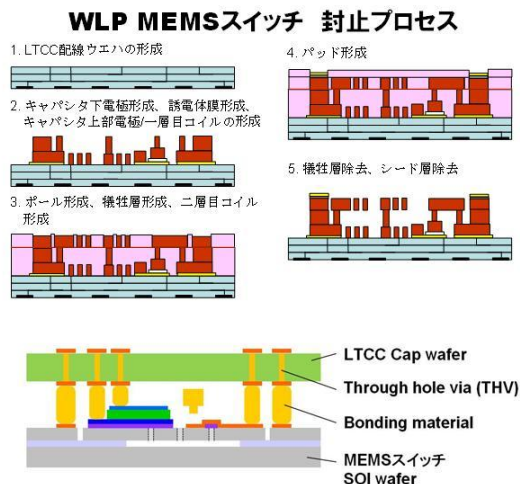 WLP MEMSスイッチ 封止プロセス
1. LTCC配線ウエハの形成
2. キャパシタ下電極形成、誘電体膜形成、
キャパシタ上部電極/一層目コイルの形成
3. ポール形成、犠牲層形成、二層目コイル
形成
4. パッド形成
5. 犠牲層除去、シード層除去
LTCC Cap wafer
Through hole via (THV)
Bonding material
MEMSスイッチ
SOI wafer